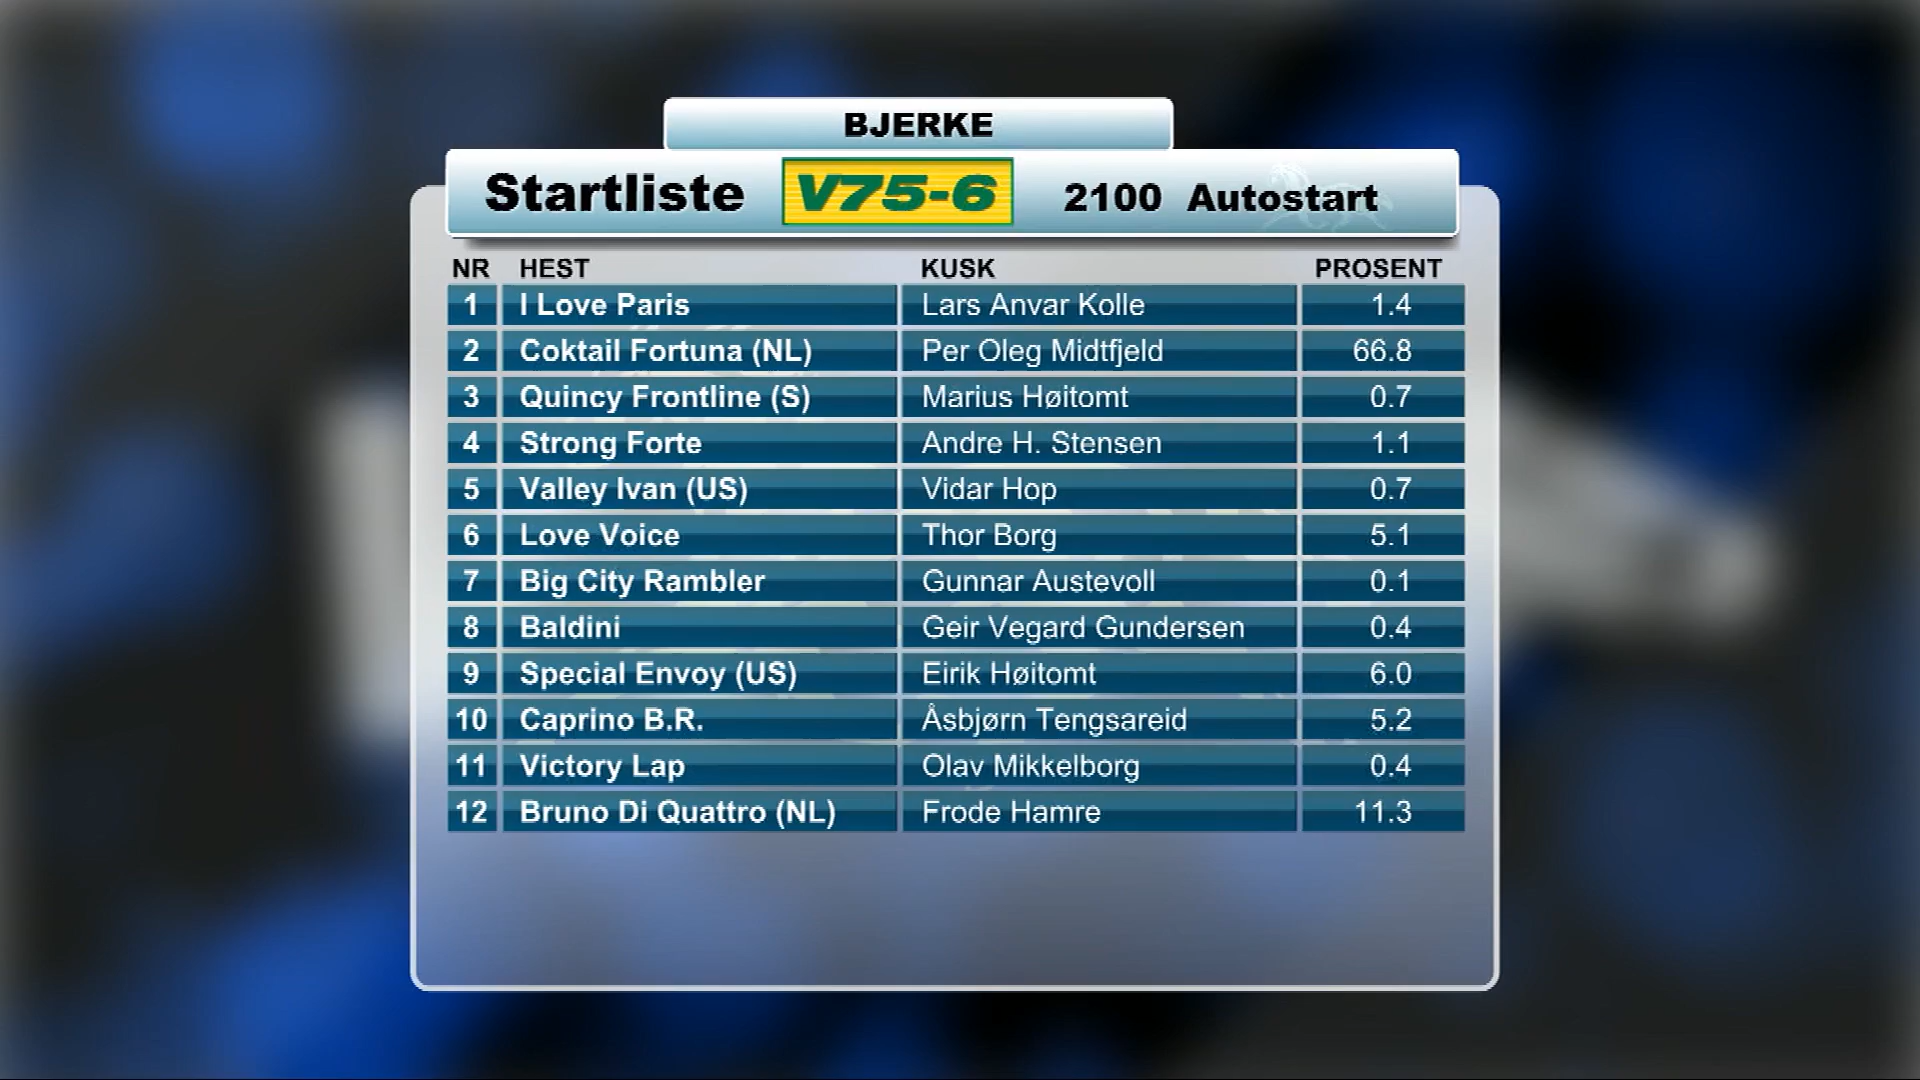 BJERKE
Startliste V75-6 2100 Autostart
NR HEST KUSK PROSENT
1 I Love Paris Lars Anvar Kolle 1.4
2 Coktail Fortuna (NL) Per Oleg Midtfjeld 66.8
3 Quincy Frontline (S) Marius Høitomt 0.7
4 Strong Forte Andre H. Stensen 1.1
5 Valley Ivan (US) Vidar Hop 0.7
6 Love Voice Thor Borg 5.1
7 Big City Rambler Gunnar Austevoll 0.1
8 Baldini Geir Vegard Gundersen 0.4
9 Special Envoy (US) Eirik Høitomt 6.0
10 Caprino B.R. Åsbjørn Tengsareid 5.2
11 Victory Lap Olav Mikkelborg 0.4
12 Bruno Di Quattro (NL) Frode Hamre 11.3